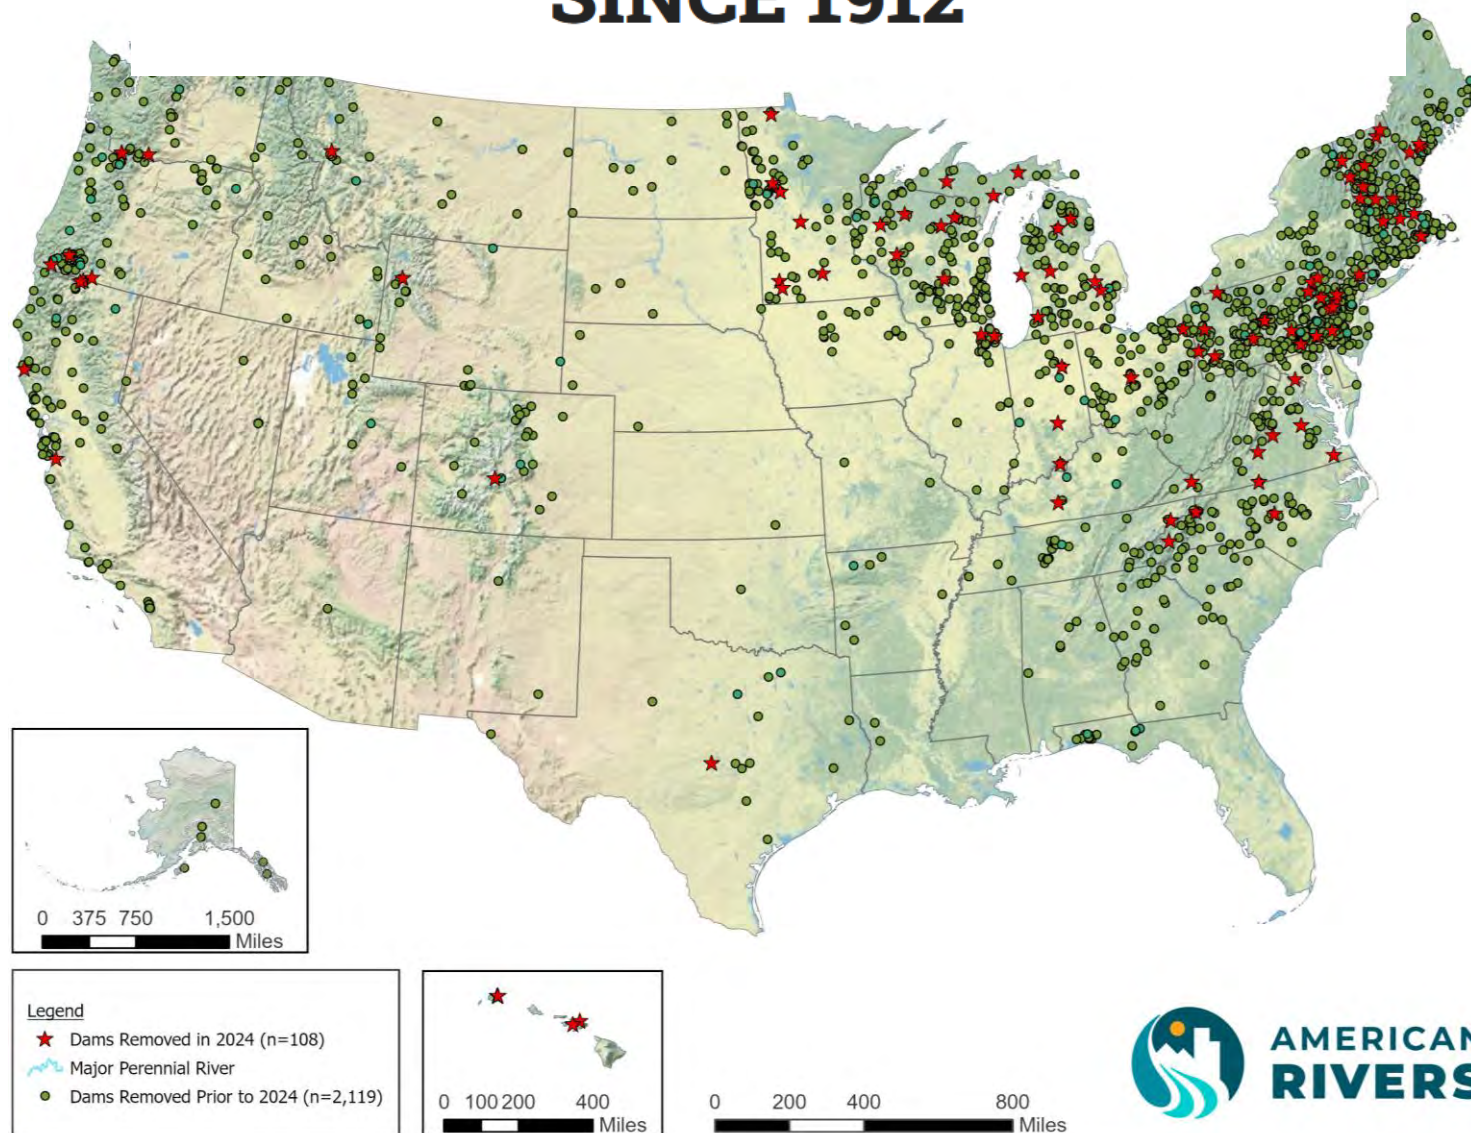 SINCE 1912
0 375 750 1,500
Miles
Legend
Dams Removed in 2024 (n=108)
Major Perennial River
Dams Removed Prior to 2024 (n=2,119)
0 100 200 400
Miles
0 200 400 800
Miles
AMERICAN
RIVERS